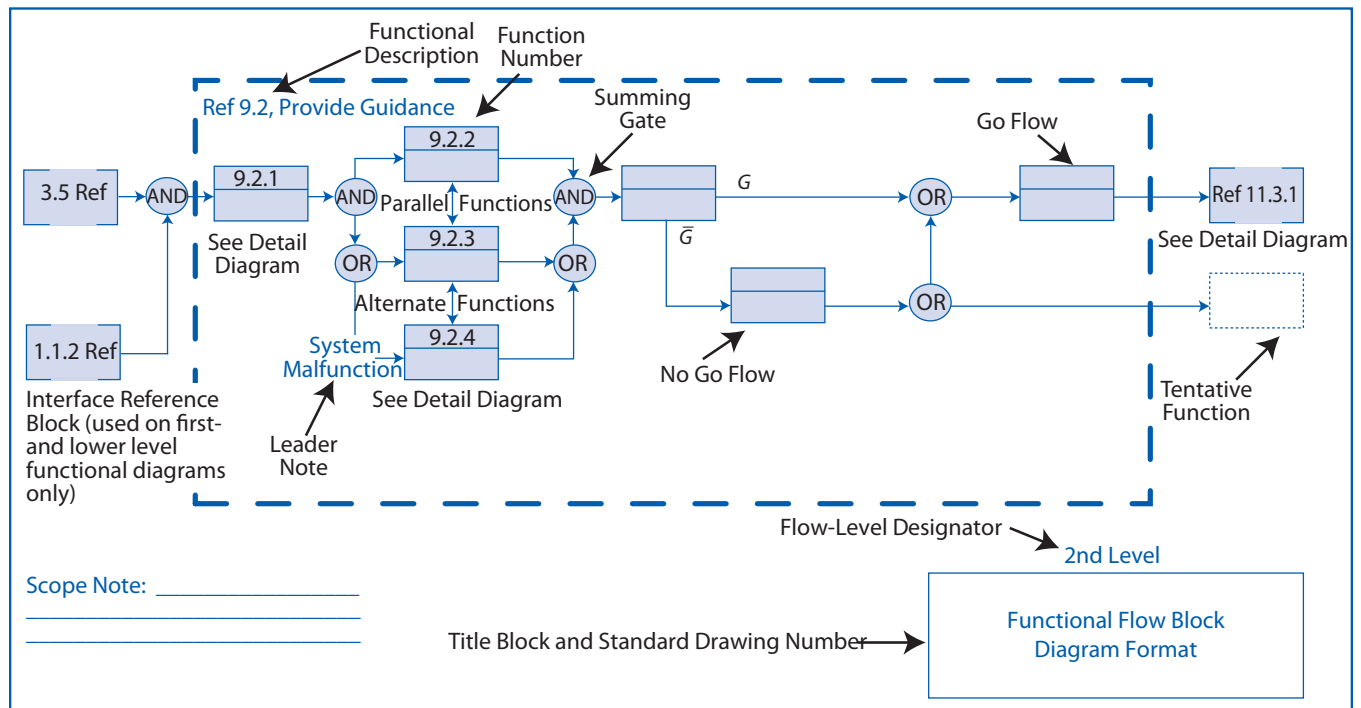 Functional
Description
Function
Number
Ref 9.2, Provide Guidance
Summing
Gate
Go Flow
9.2.2
3.5 Ref
AND
9.2.1
AND
Parallel Functions
AND
G
OR
Ref 11.3.1
See Detail
Diagram
See Detail Diagram
G̅
OR
9.2.3
OR
Alternate Functions
OR
1.1.2 Ref
System
Malfunction
9.2.4
No Go Flow
See Detail Diagram
Tentative
Function
Interface Reference
Block (used on first-
and lower level
functional diagrams
only)
Leader
Note
Flow-Level Designator
2nd Level
Scope Note: _________________
Functional Flow Block
Diagram Format
Title Block and Standard Drawing Number